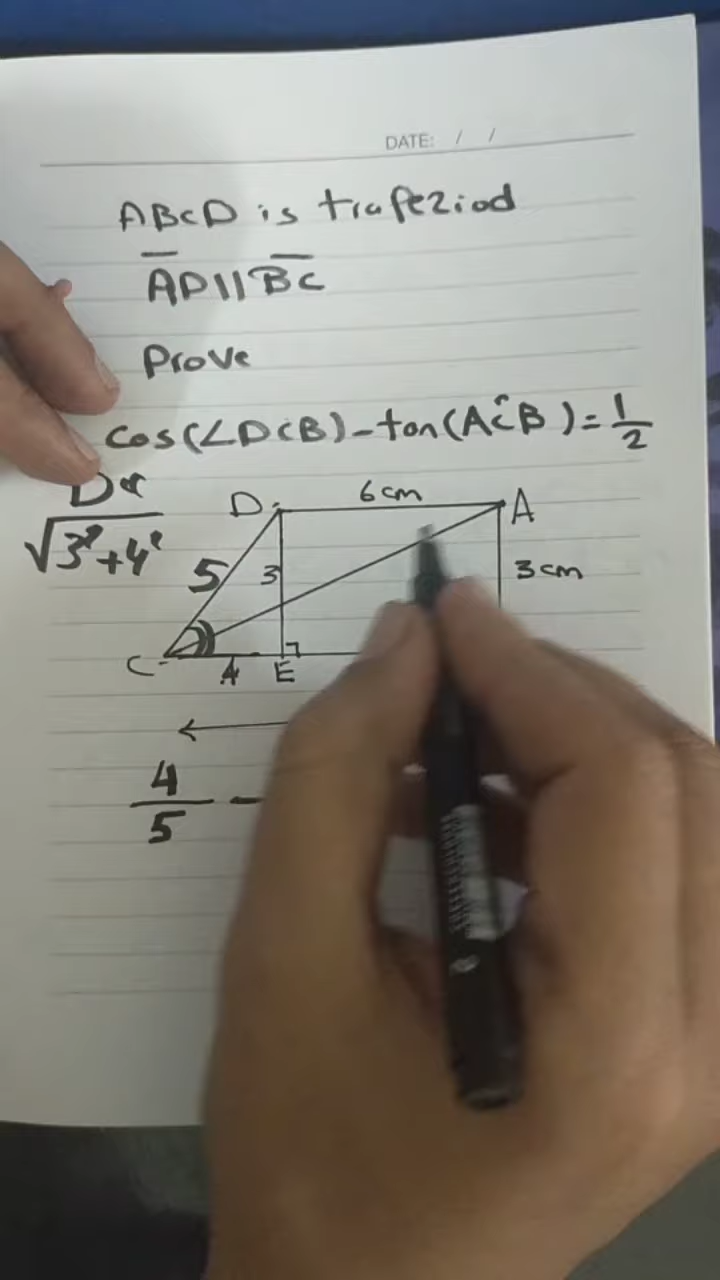 DATE: / /
ABCD is trapeziod
AD // BC
Prove
cos(∠DCB)-tan(AĈB)=1/2
D 6cm A
√3²+4²
5 3 3cm
C 4 E
4/5 -